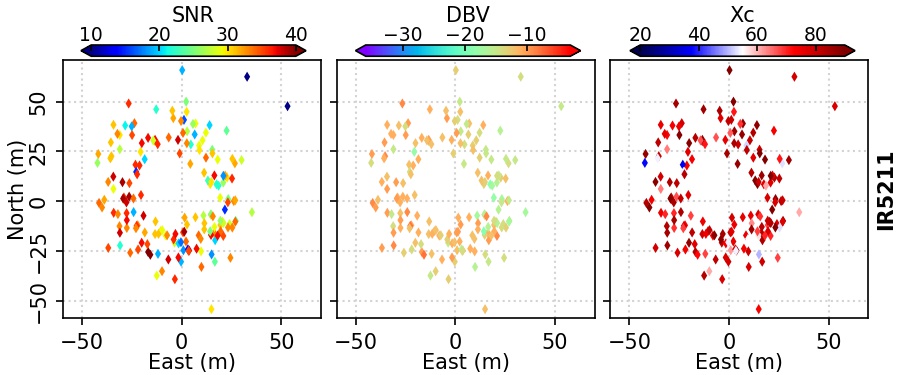 SNR DBV Xc
10 20 30 40 −30 −20 −10 20 40 60 80
50
25
0
−25
−50
North (m)
−50 0 50 −50 0 50 −50 0 50
East (m) East (m) East (m)
IR5211